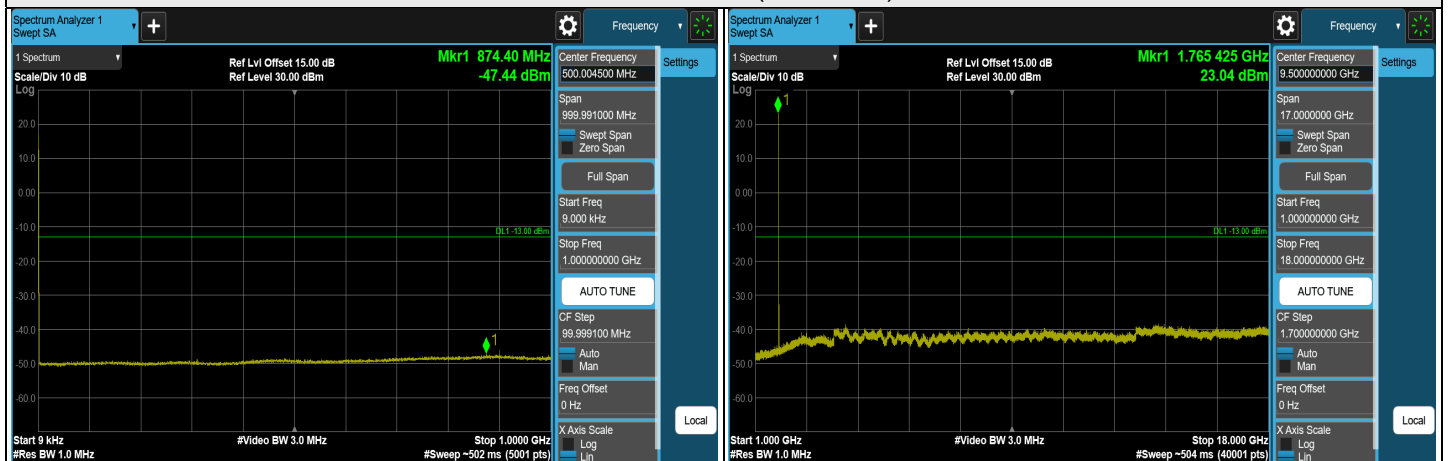 Spectrum Analyzer 1
Swept SA
+
Frequency
1 Spectrum
Scale/Div 10 dB
Log
Ref Lvl Offset 15.00 dB
Ref Level 30.00 dBm
Mkr1 874.40 MHz
-47.44 dBm
1
20.0
10.0
0.00
-10.0
-20.0
-30.0
-40.0
-50.0
-60.0
DL1 -13.00 dBm
Start 9 kHz
#Res BW 1.0 MHz
#Video BW 3.0 MHz
Stop 1.0000 GHz
#Sweep ~502 ms (5001 pts)
Center Frequency
500.004500 MHz
Span
999.991000 MHz
Swept Span
Zero Span
Full Span
Start Freq
9.000 kHz
Stop Freq
1.000000000 GHz
AUTO TUNE
CF Step
99.999100 MHz
Auto
Man
Freq Offset
0 Hz
X Axis Scale
Log
Lin
Settings
Local
Spectrum Analyzer 1
Swept SA
+
Frequency
1 Spectrum
Scale/Div 10 dB
Log
Ref Lvl Offset 15.00 dB
Ref Level 30.00 dBm
Mkr1 1.765 425 GHz
23.04 dBm
1
20.0
10.0
0.00
-10.0
-20.0
-30.0
-40.0
-50.0
-60.0
DL1 -13.00 dBm
Start 1.000 GHz
#Res BW 1.0 MHz
#Video BW 3.0 MHz
Stop 18.000 GHz
#Sweep ~504 ms (40001 pts)
Center Frequency
9.500000000 GHz
Span
17.0000000 GHz
Swept Span
Zero Span
Full Span
Start Freq
1.000000000 GHz
Stop Freq
18.000000000 GHz
AUTO TUNE
CF Step
1.700000000 GHz
Auto
Man
Freq Offset
0 Hz
X Axis Scale
Log
Lin
Settings
Local